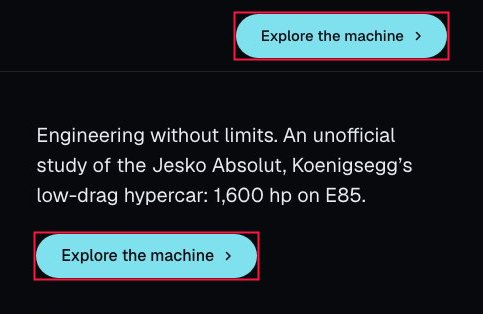 Explore the machine
Engineering without limits. An unofficial
study of the Jesko Absolut, Koenigsegg’s
low-drag hypercar: 1,600 hp on E85.
Explore the machine